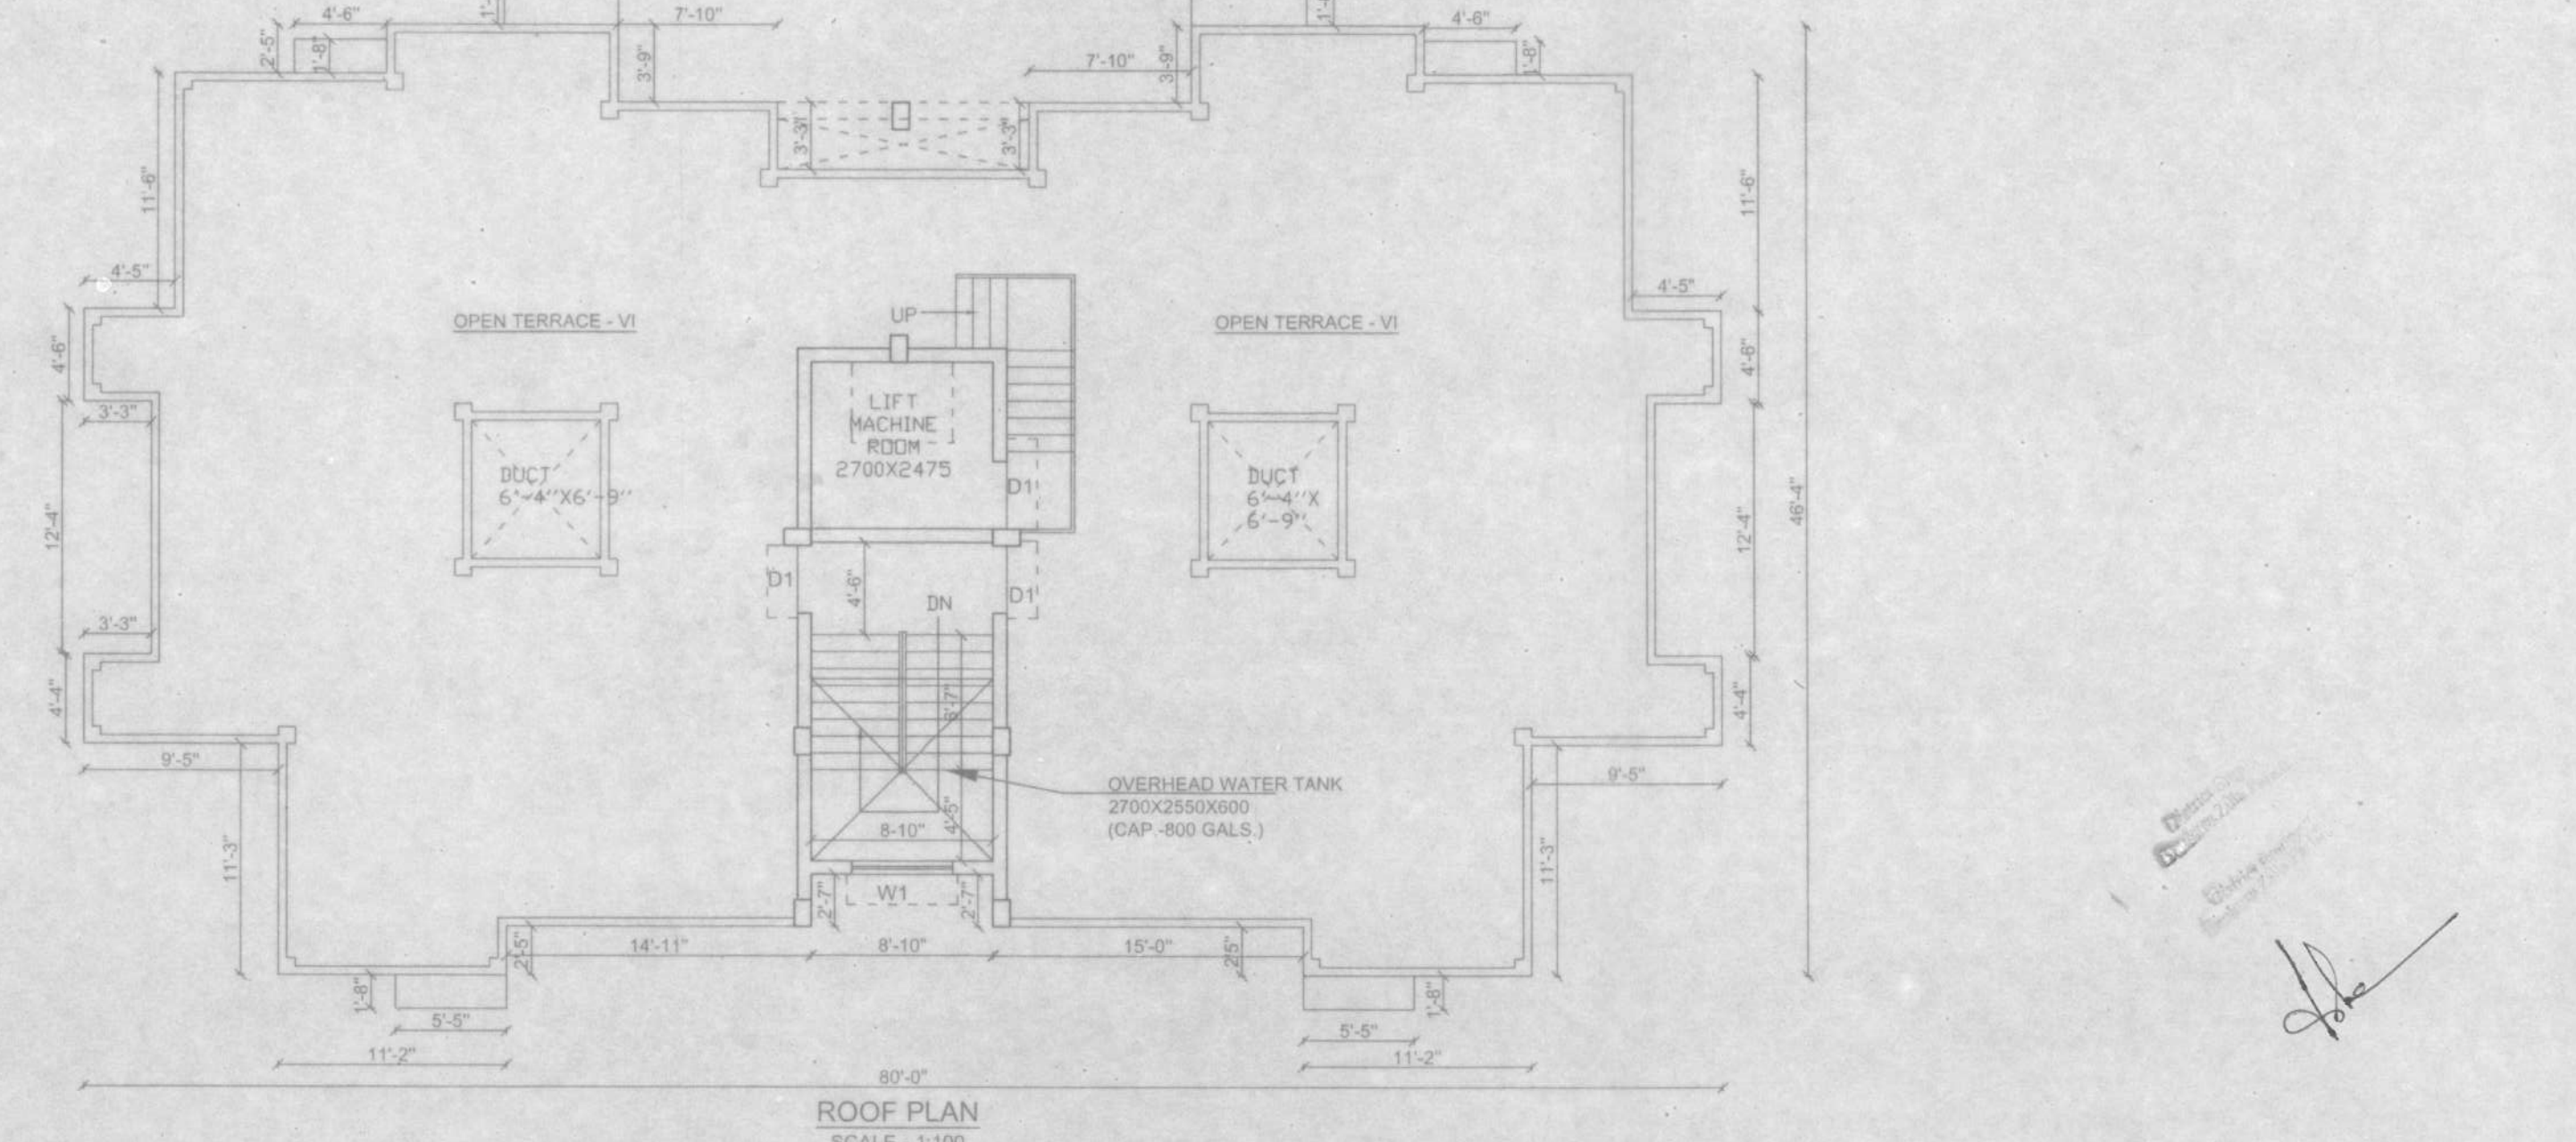 4'-6"
7'-10"
4'-6"
2'-5"
1'-8"
3'-9"
7'-10"
3'-9"
1'-8"
3'-3"
3'-3"
11'-6"
11'-6"
4'-5"
4'-5"
OPEN TERRACE - VI
UP
OPEN TERRACE - VI
4'-6"
4'-6"
3'-3"
LIFT
MACHINE
ROOM
2700X2475
DUCT
6'-4"X6'-9"
D1
DUCT
6'-4"X
6'-9"
12'-4"
12'-4"
46'-4"
D1
4'-6"
D1
DN
3'-3"
4'-4"
4'-4"
6'-7"
9'-5"
9'-5"
OVERHEAD WATER TANK
2700X2550X600
(CAP.-800 GALS.)
4'-5"
8-10"
11'-3"
11'-3"
2'-7"
W1
2'-7"
2'-5"
14'-11"
8'-10"
15'-0"
2'5"
1'-8"
1'-8"
5'-5"
5'-5"
11'-2"
11'-2"
80'-0"
ROOF PLAN
SCALE - 1:100